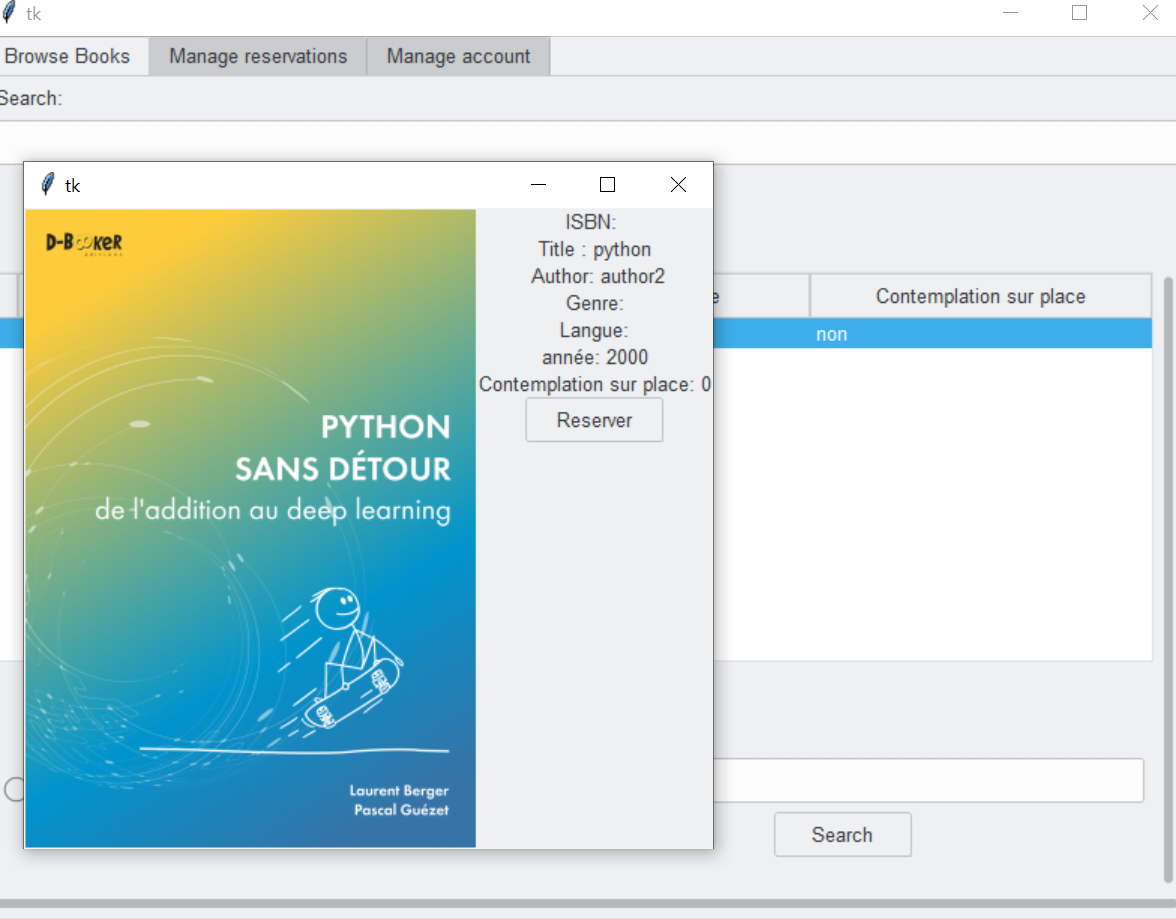 tk
Browse Books
Manage reservations
Manage account
Search:
tk
D-BOOKER
ISBN:
Title : python
Author: author2
Genre:
Langue:
année: 2000
Contemplation sur place: 0
Reserver
e
Contemplation sur place
non
PYTHON
SANS DÉTOUR
de l'addition au deep learning
Laurent Berger
Pascal Guézet
Search